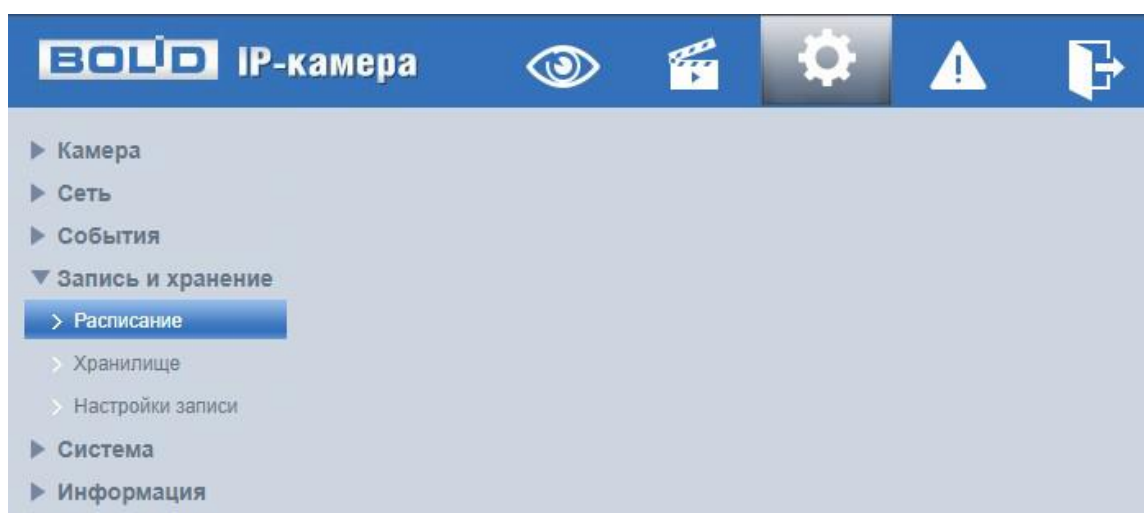 BOLID IP-камера
Камера
Сеть
События
Запись и хранение
Расписание
Хранилище
Настройки записи
Система
Информация